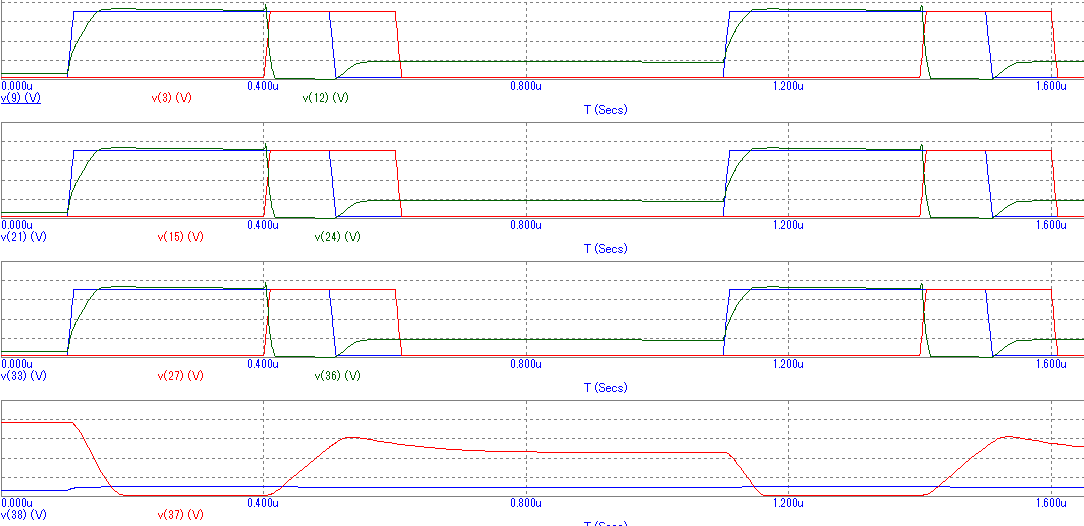 0.000u 0.400u 0.800u 1.200u 1.600u
v(9) (V) v(3) (V) v(12) (V)
T (Secs)
0.000u 0.400u 0.800u 1.200u 1.600u
v(21) (V) v(15) (V) v(24) (V)
T (Secs)
0.000u 0.400u 0.800u 1.200u 1.600u
v(33) (V) v(27) (V) v(36) (V)
T (Secs)
0.000u 0.400u 0.800u 1.200u 1.600u
v(38) (V) v(37) (V)
T (Secs)